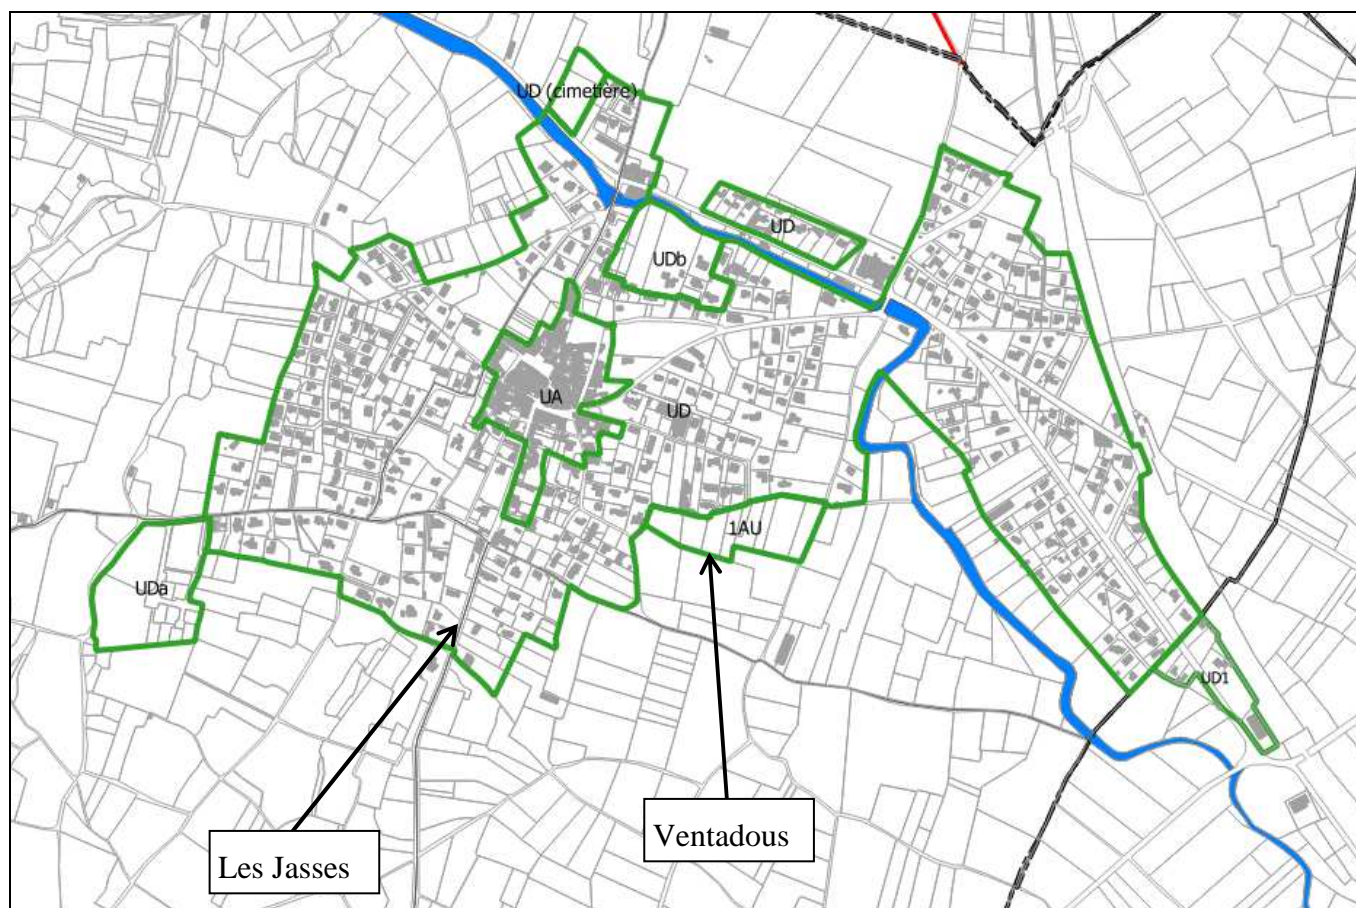 UD (cimetière)
UD
UDb
UA
UD
1AU
UDa
UD1
Ventadous
Les Jasses